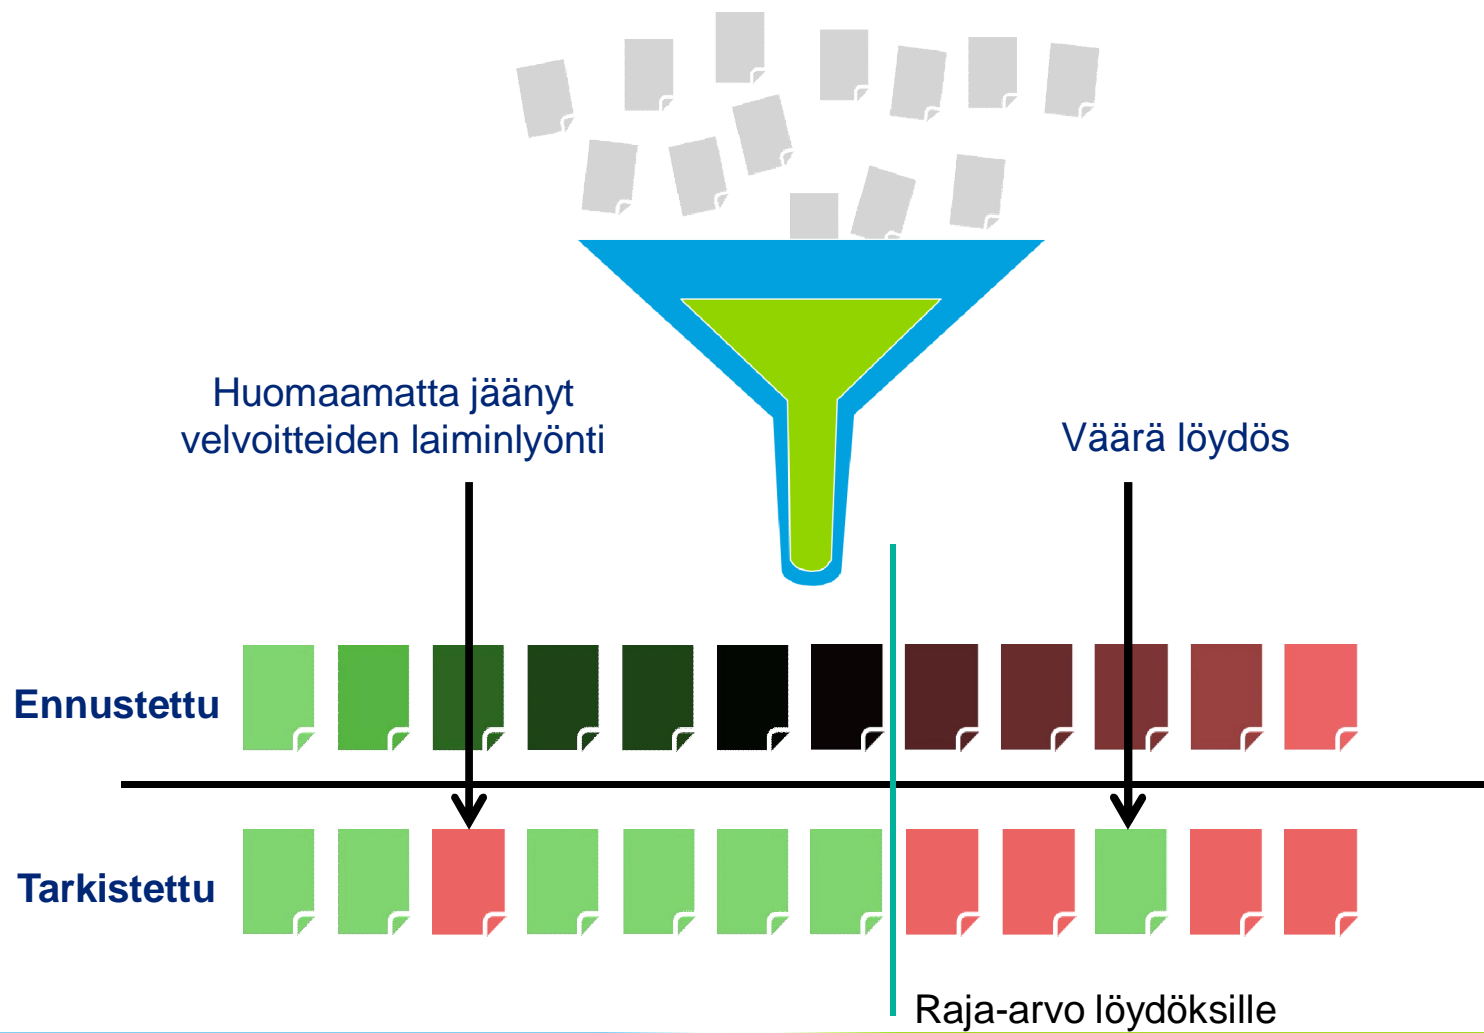 Huomaamatta jäänyt
velvoitteiden laiminlyönti
Väärä löydös
Ennustettu
Tarkistettu
Raja-arvo löydöksille